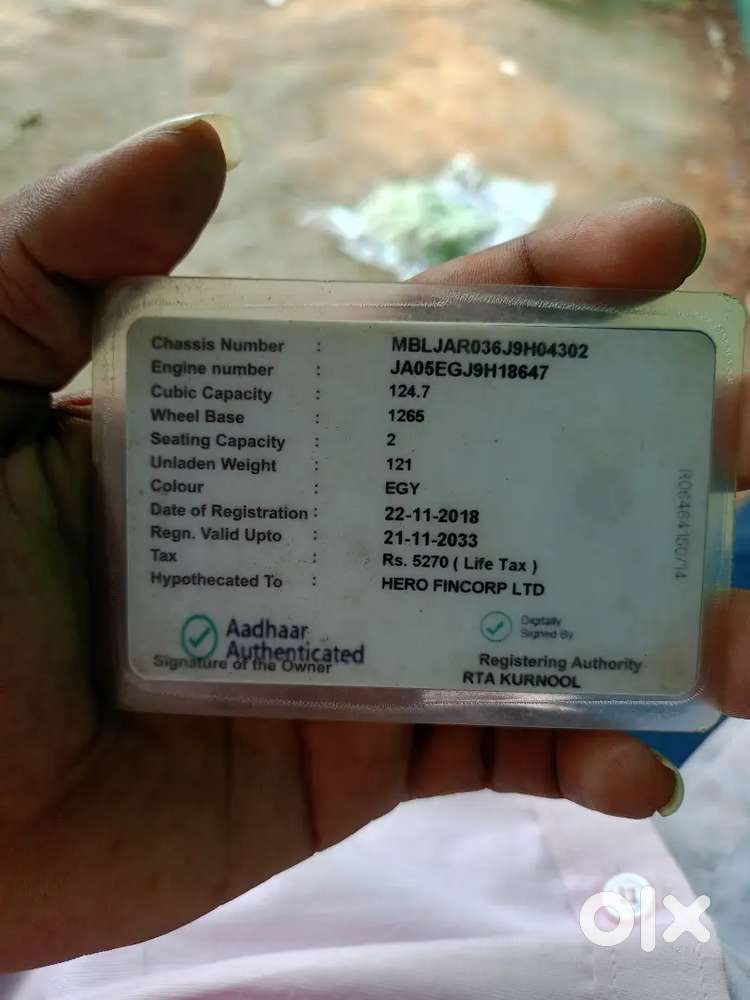 Chassis Number : MBLJAR036J9H04302
Engine number : JA05EGJ9H18647
Cubic Capacity : 124.7
Wheel Base : 1265
Seating Capacity : 2
Unladen Weight : 121
Colour : EGY
Date of Registration : 22-11-2018
Regn. Valid Upto : 21-11-2033
Tax : Rs. 5270 ( Life Tax )
Hypothecated To : HERO FINCORP LTD
Aadhaar
Authenticated
Signature of the Owner
Digitally
Signed By
Registering Authority
RTA KURNOOL
olx